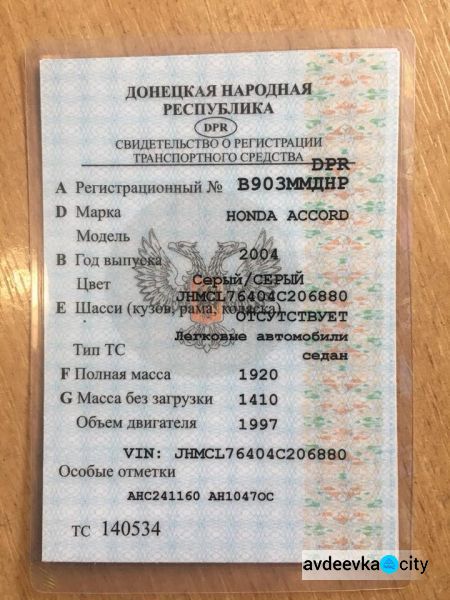 ДОНЕЦКАЯ НАРОДНАЯ
РЕСПУБЛИКА
DPR
СВИДЕТЕЛЬСТВО О РЕГИСТРАЦИИ
ТРАНСПОРТНОГО СРЕДСТВА DPR
A Регистрационный № В903ММДНР
D Марка HONDA ACCORD
Модель
B Год выпуска 2004
Цвет Серый/СЕРЫЙ
JHMCL76404C206880
E Шасси (кузов, рама, коляска)
ОТСУТСТВУЕТ
Легковые автомобили
Тип ТС седан
F Полная масса 1920
G Масса без загрузки 1410
Объем двигателя 1997
VIN: JHMCL76404C206880
Особые отметки
АНС241160 АН1047ОС
ТС 140534
avdeevka city